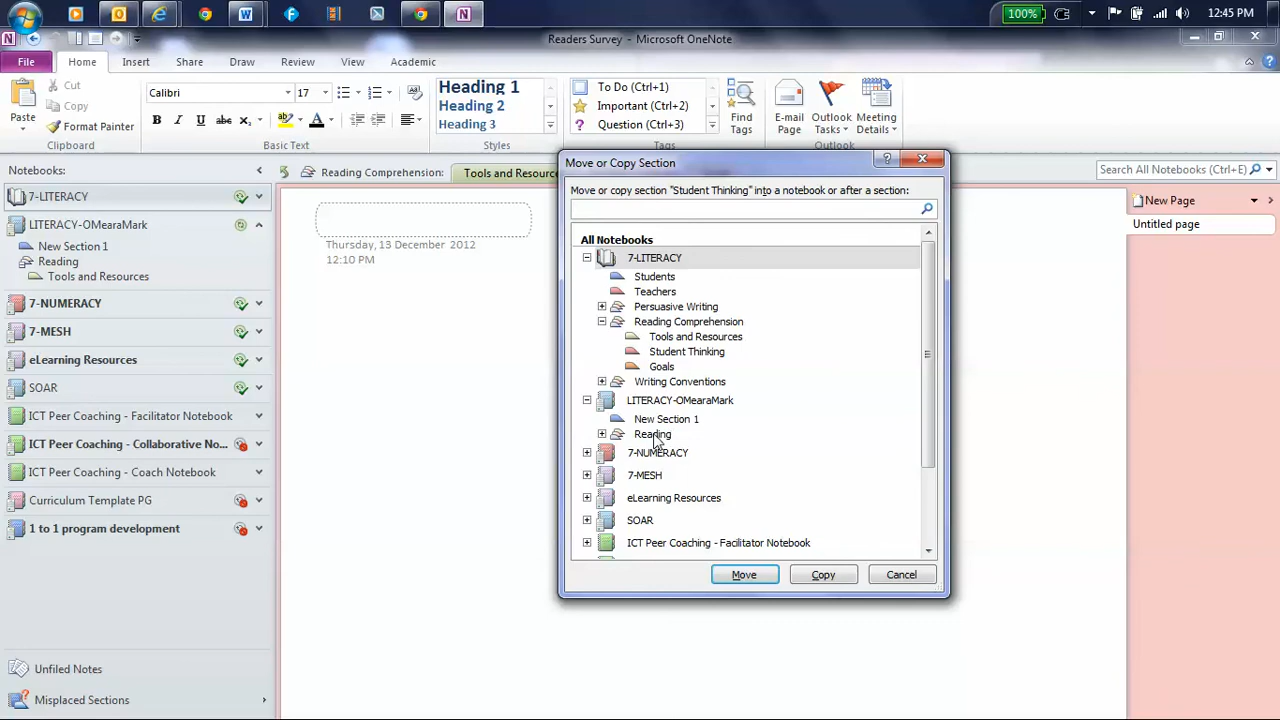 100%
12:45 PM
Readers Survey - Microsoft OneNote
File Home Insert Share Draw Review View Academic
Paste
Cut
Copy
Format Painter
Clipboard
Calibri 17
B I U abc X2 A
Basic Text
Heading 1
Heading 2
Heading 3
Styles
To Do (Ctrl+1)
Important (Ctrl+2)
Question (Ctrl+3)
Tags
Find Tags
E-mail Page
Outlook Tasks
Meeting Details
Outlook
Notebooks:
7-LITERACY
LITERACY-OMearaMark
New Section 1
Reading
Tools and Resources
7-NUMERACY
7-MESH
eLearning Resources
SOAR
ICT Peer Coaching - Facilitator Notebook
ICT Peer Coaching - Collaborative No...
ICT Peer Coaching - Coach Notebook
Curriculum Template PG
1 to 1 program development
Unfiled Notes
Misplaced Sections
Reading Comprehension:
Tools and Resource
Search All Notebooks (Ctrl+E)
Thursday, 13 December 2012
12:10 PM
New Page
Untitled page
Move or Copy Section
Move or copy section "Student Thinking" into a notebook or after a section:
All Notebooks
7-LITERACY
Students
Teachers
Persuasive Writing
Reading Comprehension
Tools and Resources
Student Thinking
Goals
Writing Conventions
LITERACY-OMearaMark
New Section 1
Reading
7-NUMERACY
7-MESH
eLearning Resources
SOAR
ICT Peer Coaching - Facilitator Notebook
Move Copy Cancel